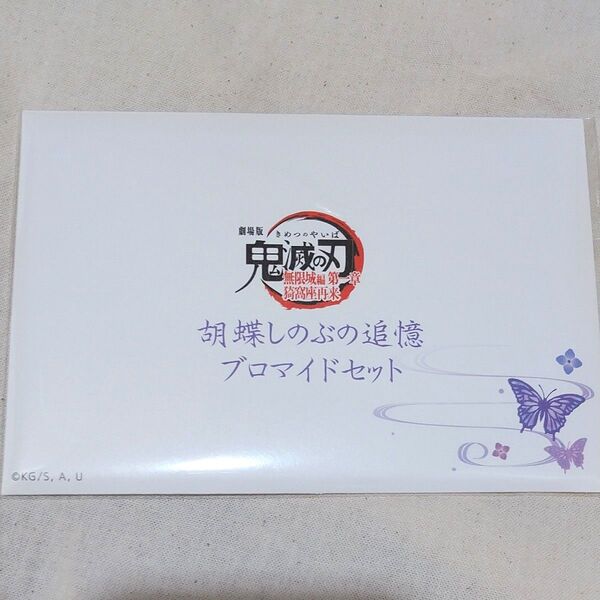 劇場版
きめつのやいば
鬼滅の刃
無限城編 第一章
猗窩座再来
胡蝶しのぶの追憶
ブロマイドセット
©KG/S, A, U